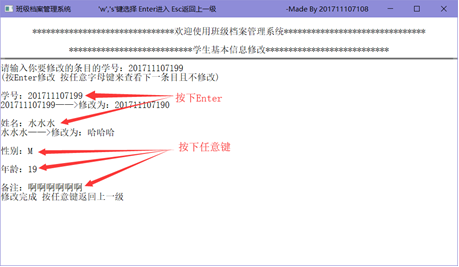 班级档案管理系统 'w','s'键选择 Enter进入 Esc返回上一级 -Made By 201711107108
******************************欢迎使用班级档案管理系统******************************
**************************学生基本信息修改**************************
请输入你要修改的条目的学号: 201711107199
(按Enter修改 按任意字母键来查看下一条目且不修改)
学号: 201711107199
201711107199——>修改为: 201711107190
按下Enter
姓名: 水水水
水水水——>修改为: 哈哈哈
性别: M
按下任意键
年龄: 19
备注: 啊啊啊啊啊啊
修改完成 按任意键返回上一级